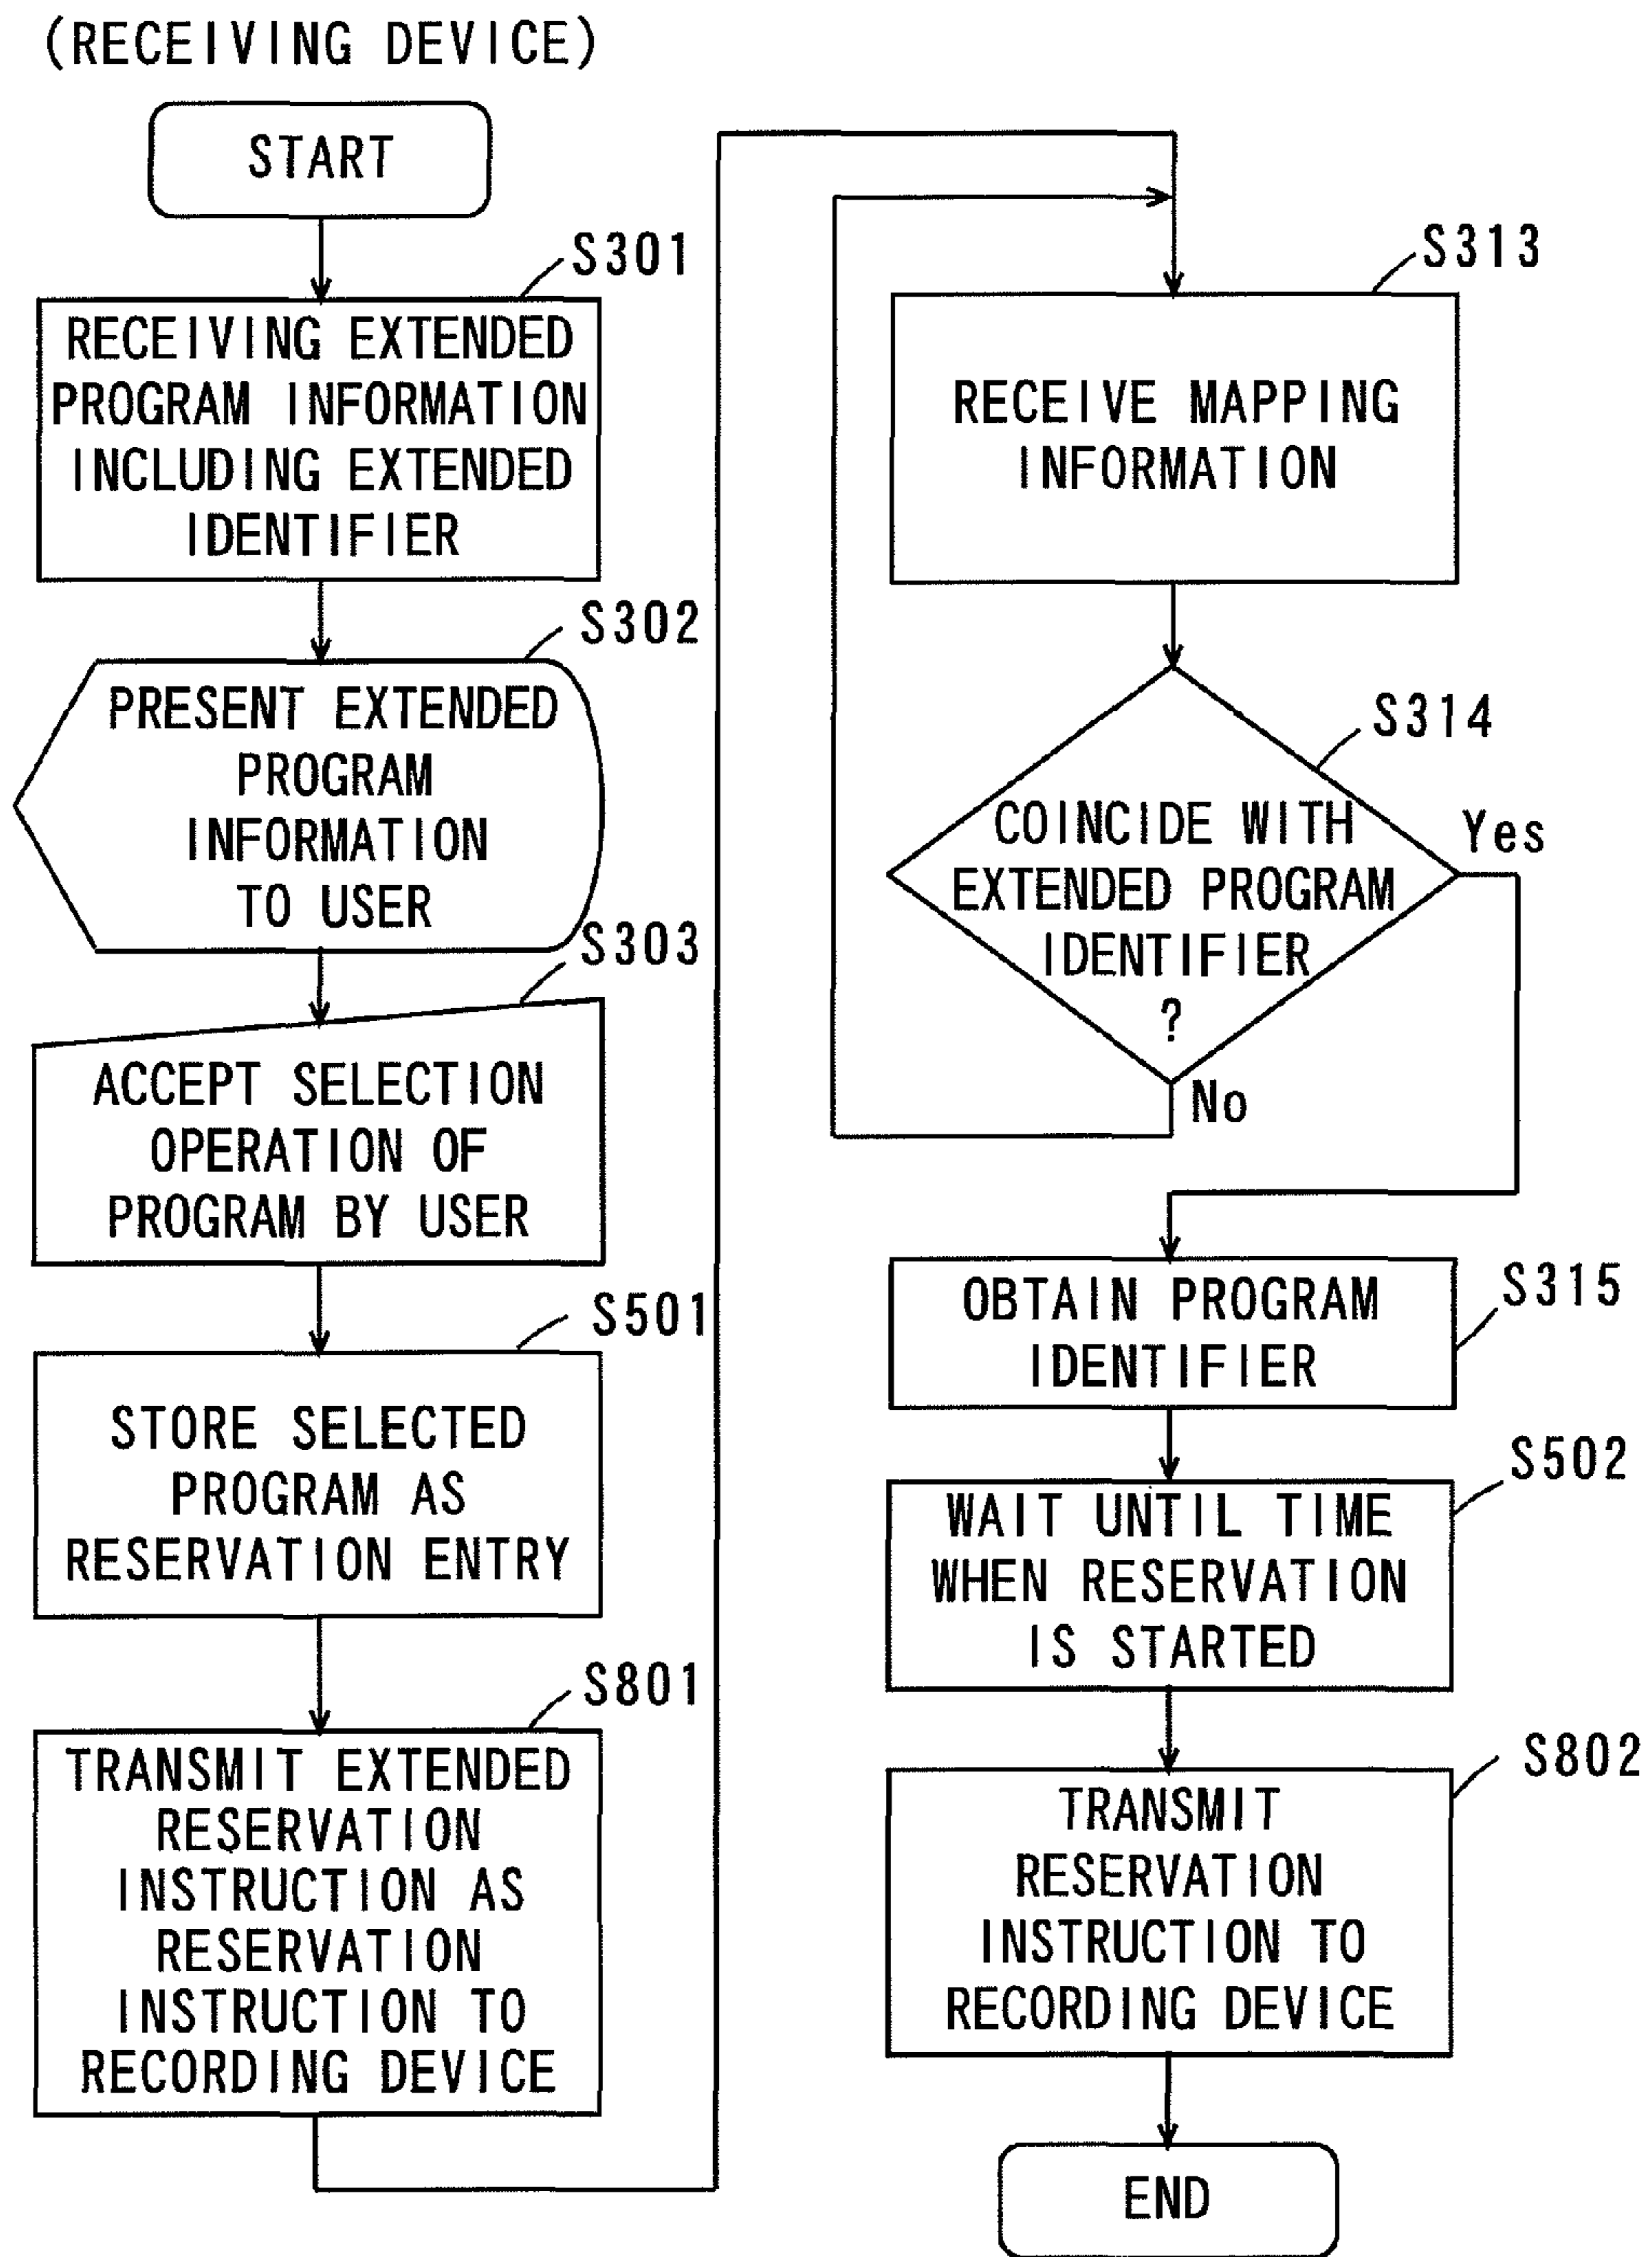 (RECEIVING DEVICE)
START
S301
RECEIVING EXTENDED
PROGRAM INFORMATION
INCLUDING EXTENDED
IDENTIFIER
S302
PRESENT EXTENDED
PROGRAM
INFORMATION
TO USER
S303
ACCEPT SELECTION
OPERATION OF
PROGRAM BY USER
S501
STORE SELECTED
PROGRAM AS
RESERVATION ENTRY
S801
TRANSMIT EXTENDED
RESERVATION
INSTRUCTION AS
RESERVATION
INSTRUCTION TO
RECORDING DEVICE
S313
RECEIVE MAPPING
INFORMATION
S314
COINCIDE WITH
EXTENDED PROGRAM
IDENTIFIER
?
Yes
No
S315
OBTAIN PROGRAM
IDENTIFIER
S502
WAIT UNTIL TIME
WHEN RESERVATION
IS STARTED
S802
TRANSMIT
RESERVATION
INSTRUCTION TO
RECORDING DEVICE
END